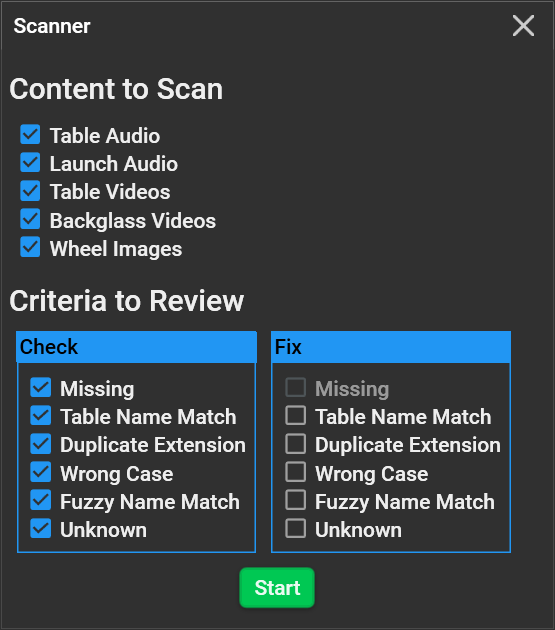 Scanner
Content to Scan
Table Audio
Launch Audio
Table Videos
Backglass Videos
Wheel Images
Criteria to Review
Check
Missing
Table Name Match
Duplicate Extension
Wrong Case
Fuzzy Name Match
Unknown
Fix
Missing
Table Name Match
Duplicate Extension
Wrong Case
Fuzzy Name Match
Unknown
Start